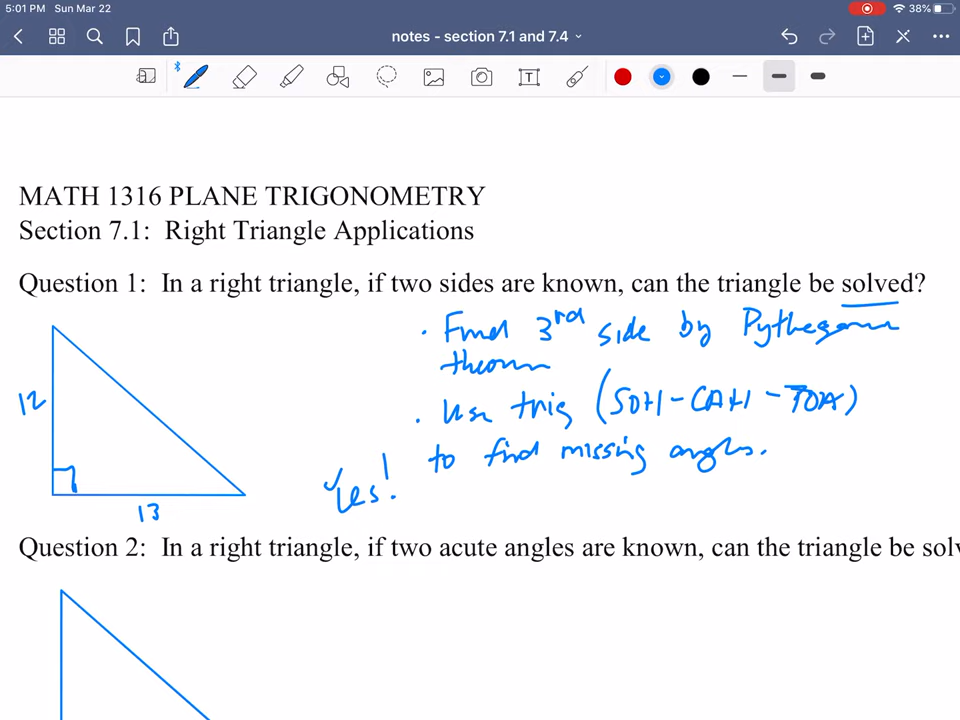 5:01 PM Sun Mar 22
38%
notes - section 7.1 and 7.4
T
MATH 1316 PLANE TRIGONOMETRY
Section 7.1: Right Triangle Applications
Question 1: In a right triangle, if two sides are known, can the triangle be solved?
· Find 3rd side by Pythagorean
theorem
· Use trig (SOH-CAH-TOA)
to find missing angles.
12
Yes!
13
Question 2: In a right triangle, if two acute angles are known, can the triangle be solv